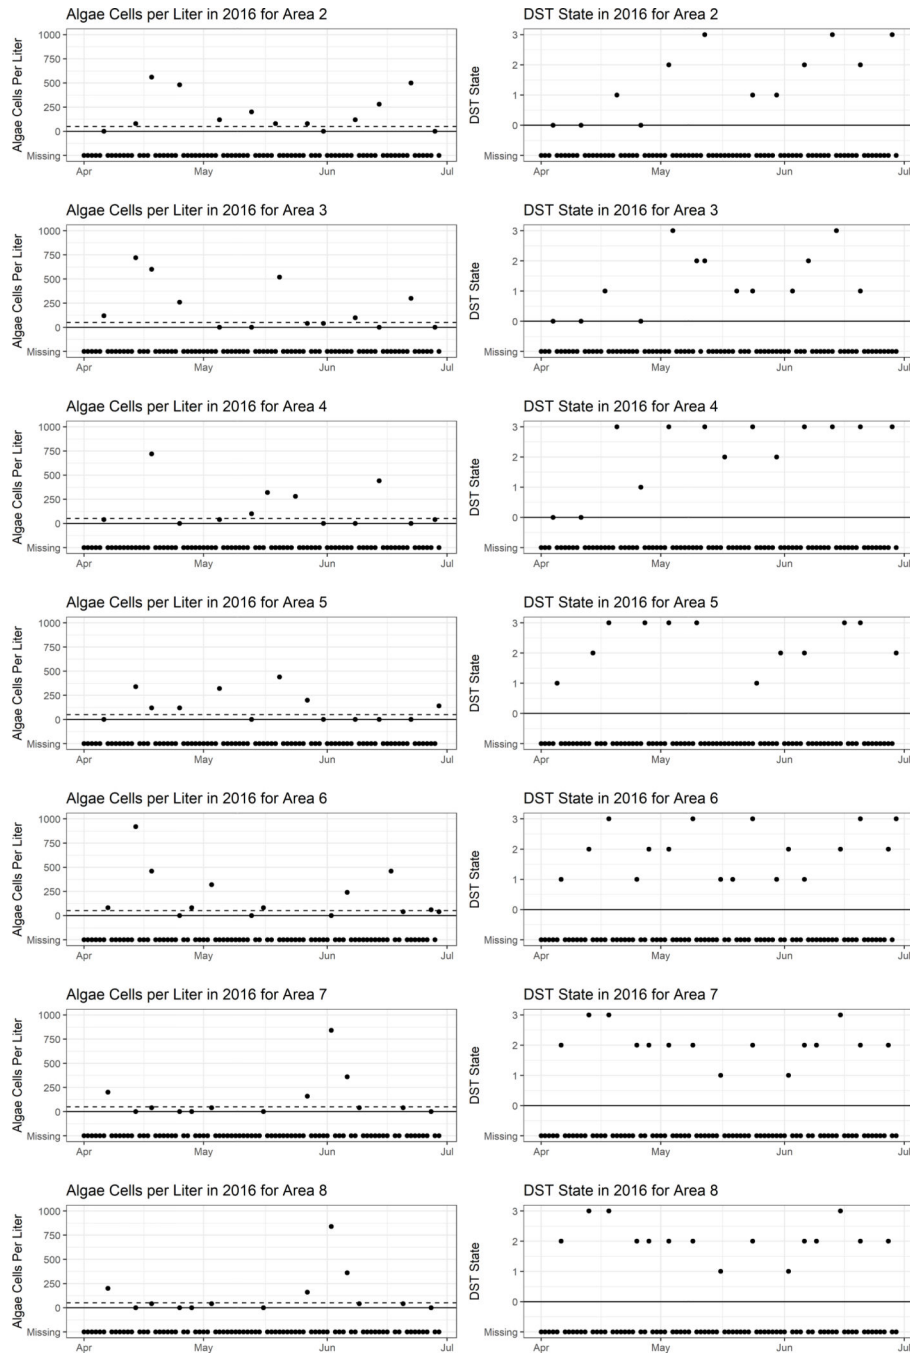 Algae Cells per Liter in 2016 for Area 2
Algae Cells Per Liter
1000
750
500
250
0
Missing
Apr May Jun Jul
DST State in 2016 for Area 2
DST State
3
2
1
0
Missing
Apr May Jun Jul
Algae Cells per Liter in 2016 for Area 3
Algae Cells Per Liter
1000
750
500
250
0
Missing
Apr May Jun Jul
DST State in 2016 for Area 3
DST State
3
2
1
0
Missing
Apr May Jun Jul
Algae Cells per Liter in 2016 for Area 4
Algae Cells Per Liter
1000
750
500
250
0
Missing
Apr May Jun Jul
DST State in 2016 for Area 4
DST State
3
2
1
0
Missing
Apr May Jun Jul
Algae Cells per Liter in 2016 for Area 5
Algae Cells Per Liter
1000
750
500
250
0
Missing
Apr May Jun Jul
DST State in 2016 for Area 5
DST State
3
2
1
0
Missing
Apr May Jun Jul
Algae Cells per Liter in 2016 for Area 6
Algae Cells Per Liter
1000
750
500
250
0
Missing
Apr May Jun Jul
DST State in 2016 for Area 6
DST State
3
2
1
0
Missing
Apr May Jun Jul
Algae Cells per Liter in 2016 for Area 7
Algae Cells Per Liter
1000
750
500
250
0
Missing
Apr May Jun Jul
DST State in 2016 for Area 7
DST State
3
2
1
0
Missing
Apr May Jun Jul
Algae Cells per Liter in 2016 for Area 8
Algae Cells Per Liter
1000
750
500
250
0
Missing
Apr May Jun Jul
DST State in 2016 for Area 8
DST State
3
2
1
0
Missing
Apr May Jun Jul